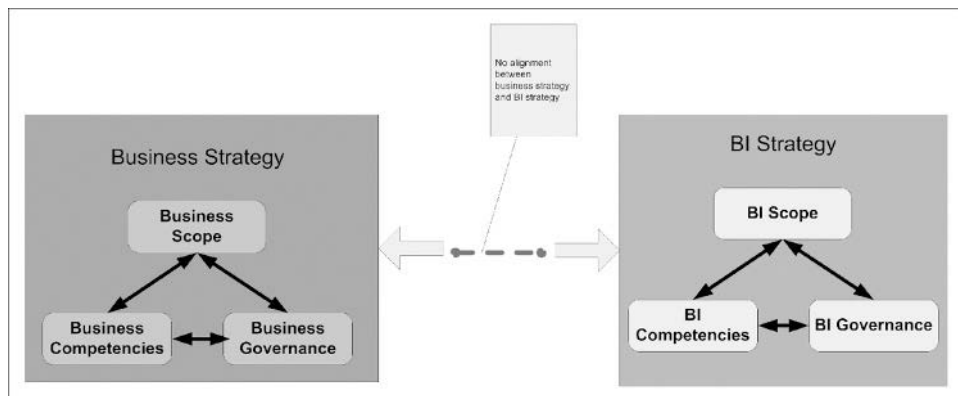 No alignment
between
business strategy
and BI strategy
Business Strategy
Business
Scope
Business
Competencies
Business
Governance
BI Strategy
BI Scope
BI
Competencies
BI Governance